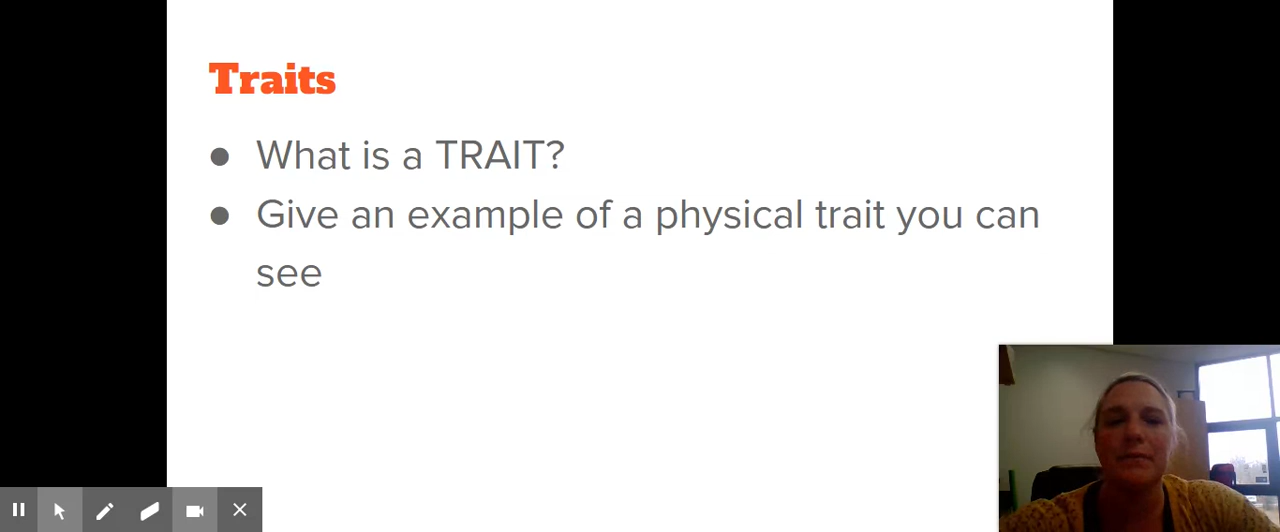 Traits
● What is a TRAIT?
● Give an example of a physical trait you can
see